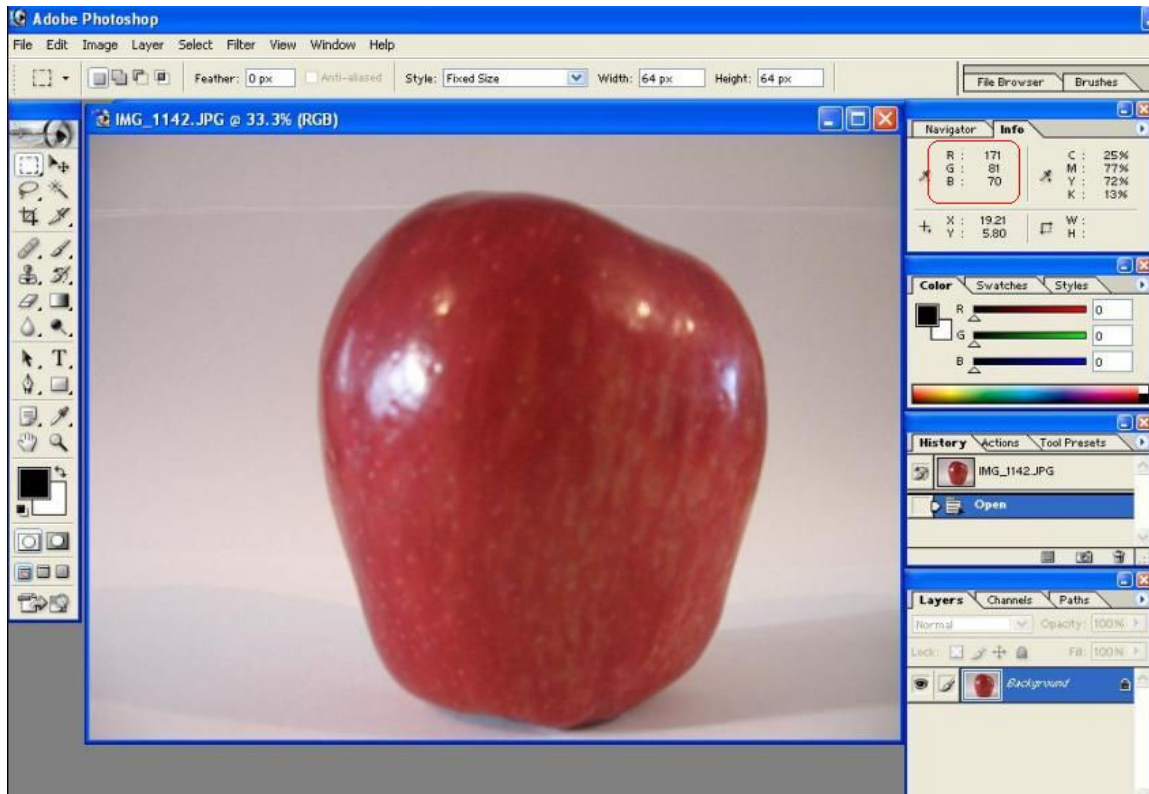 Adobe Photoshop
File Edit Image Layer Select Filter View Window Help
Feather: 0 px Anti-aliased Style: Fixed Size Width: 64 px Height: 64 px File Browser Brushes
IMG_1142.JPG @ 33.3% (RGB)
Navigator Info
R : 171 C : 25%
G : 81 M : 77%
B : 70 Y : 72%
K : 13%
X : 19.21 W :
Y : 5.80 H :
Color Swatches Styles
R 0
G 0
B 0
History Actions Tool Presets
IMG_1142.JPG
Open
Layers Channels Paths
Normal Opacity: 100%
Lock: Fill: 100%
Background
T